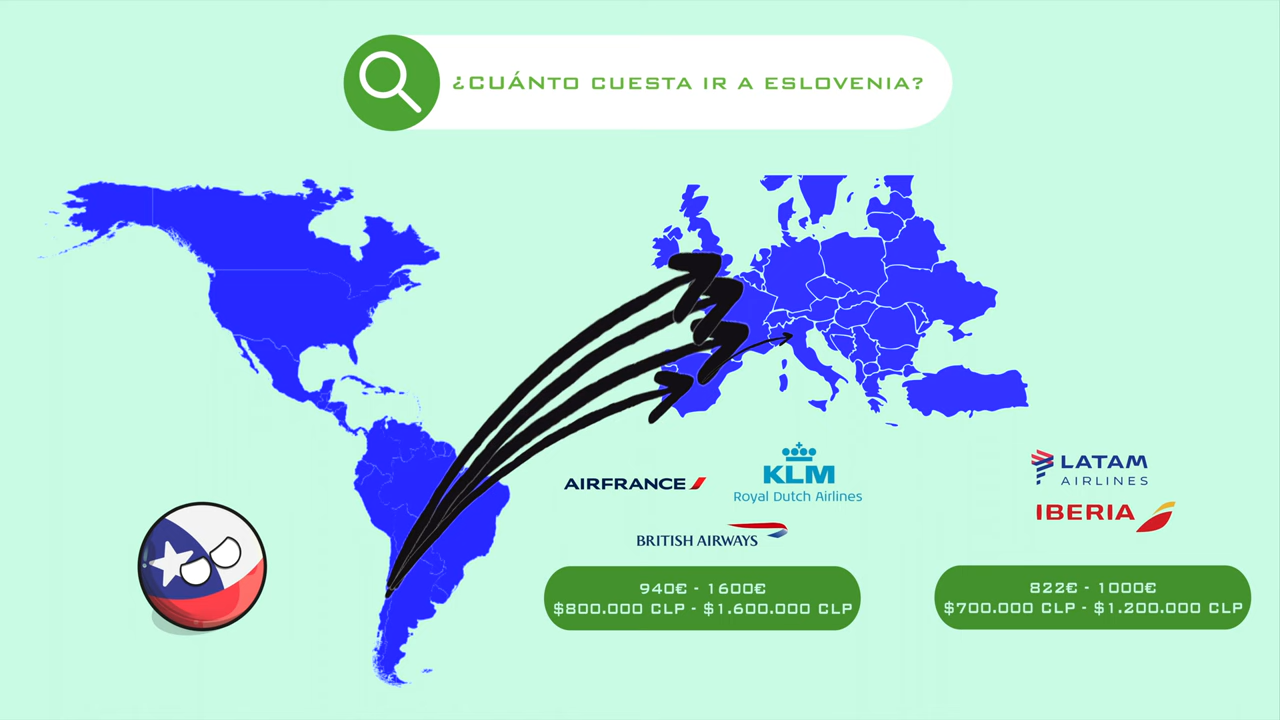 ¿CUÁNTO CUESTA IR A ESLOVENIA?
AIRFRANCE
KLM
Royal Dutch Airlines
BRITISH AIRWAYS
940€ - 1600€
$800.000 CLP - $1.600.000 CLP
LATAM
AIRLINES
IBERIA
822€ - 1000€
$700.000 CLP - $1.200.000 CLP